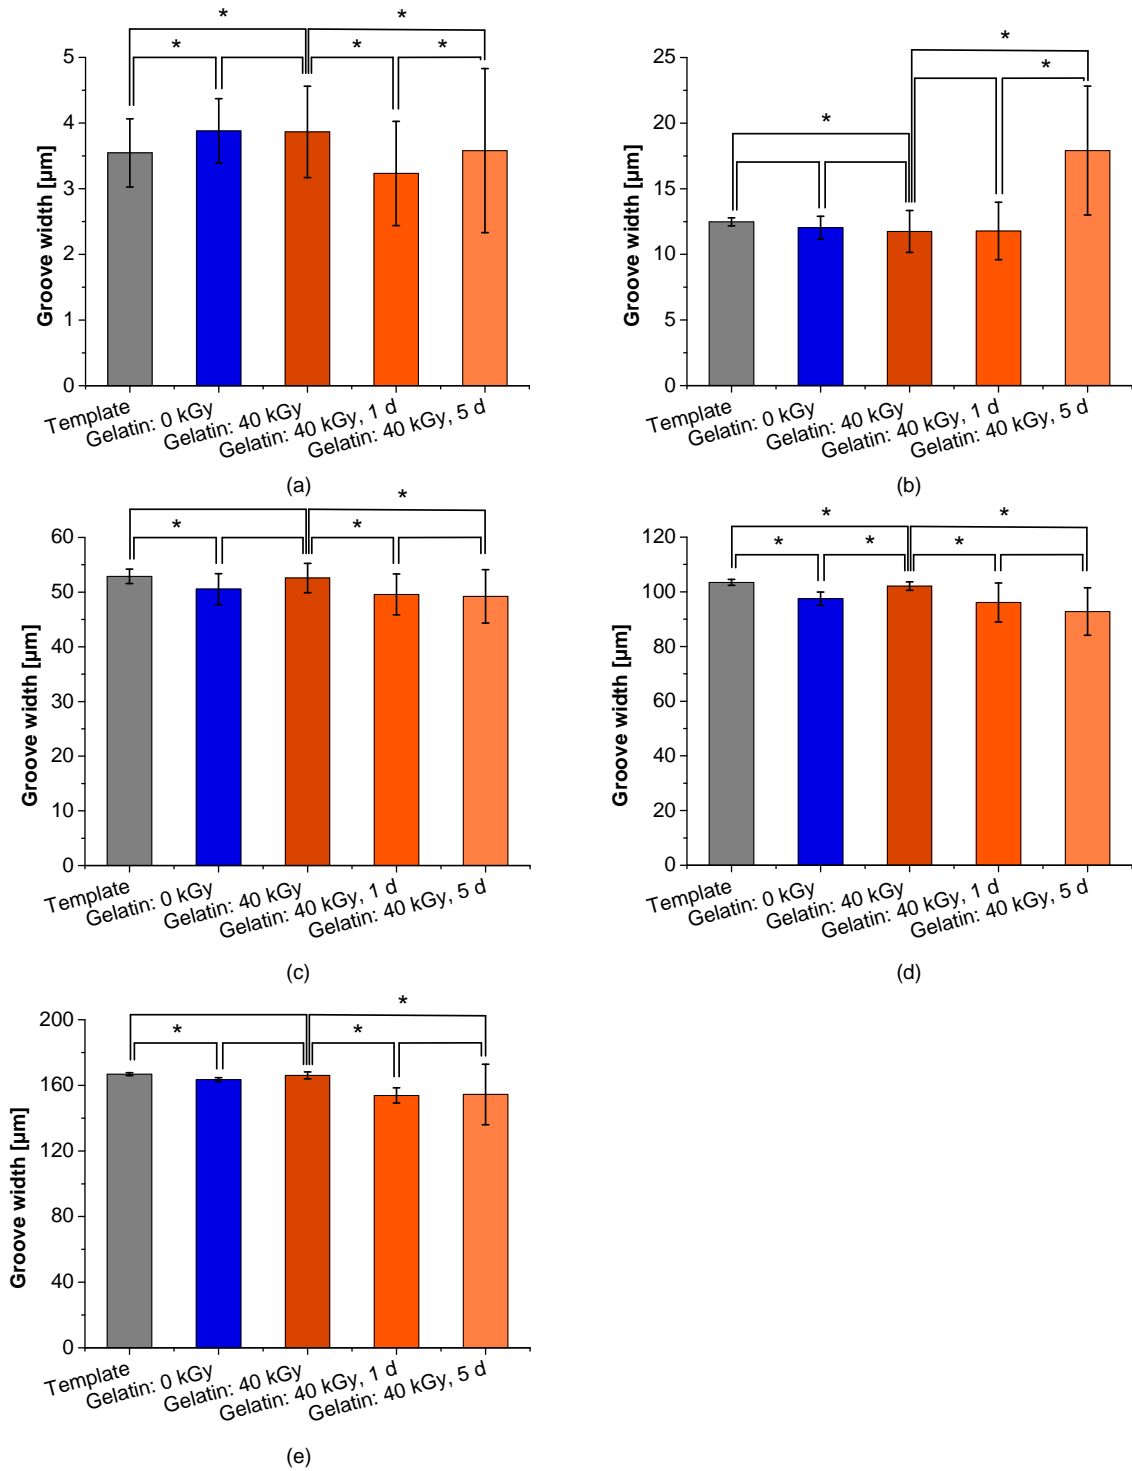 *
*
*
*
*
5
4
3
2
1
0
Groove width [µm]
Template
Gelatin: 0 kGy
Gelatin: 40 kGy
Gelatin: 40 kGy, 1 d
Gelatin: 40 kGy, 5 d
(a)
*
*
*
25
20
15
10
5
0
Groove width [µm]
Template
Gelatin: 0 kGy
Gelatin: 40 kGy
Gelatin: 40 kGy, 1 d
Gelatin: 40 kGy, 5 d
(b)
*
*
*
60
50
40
30
20
10
0
Groove width [µm]
Template
Gelatin: 0 kGy
Gelatin: 40 kGy
Gelatin: 40 kGy, 1 d
Gelatin: 40 kGy, 5 d
(c)
*
*
*
*
*
120
100
80
60
40
20
0
Groove width [µm]
Template
Gelatin: 0 kGy
Gelatin: 40 kGy
Gelatin: 40 kGy, 1 d
Gelatin: 40 kGy, 5 d
(d)
*
*
*
200
160
120
80
40
0
Groove width [µm]
Template
Gelatin: 0 kGy
Gelatin: 40 kGy
Gelatin: 40 kGy, 1 d
Gelatin: 40 kGy, 5 d
(e)